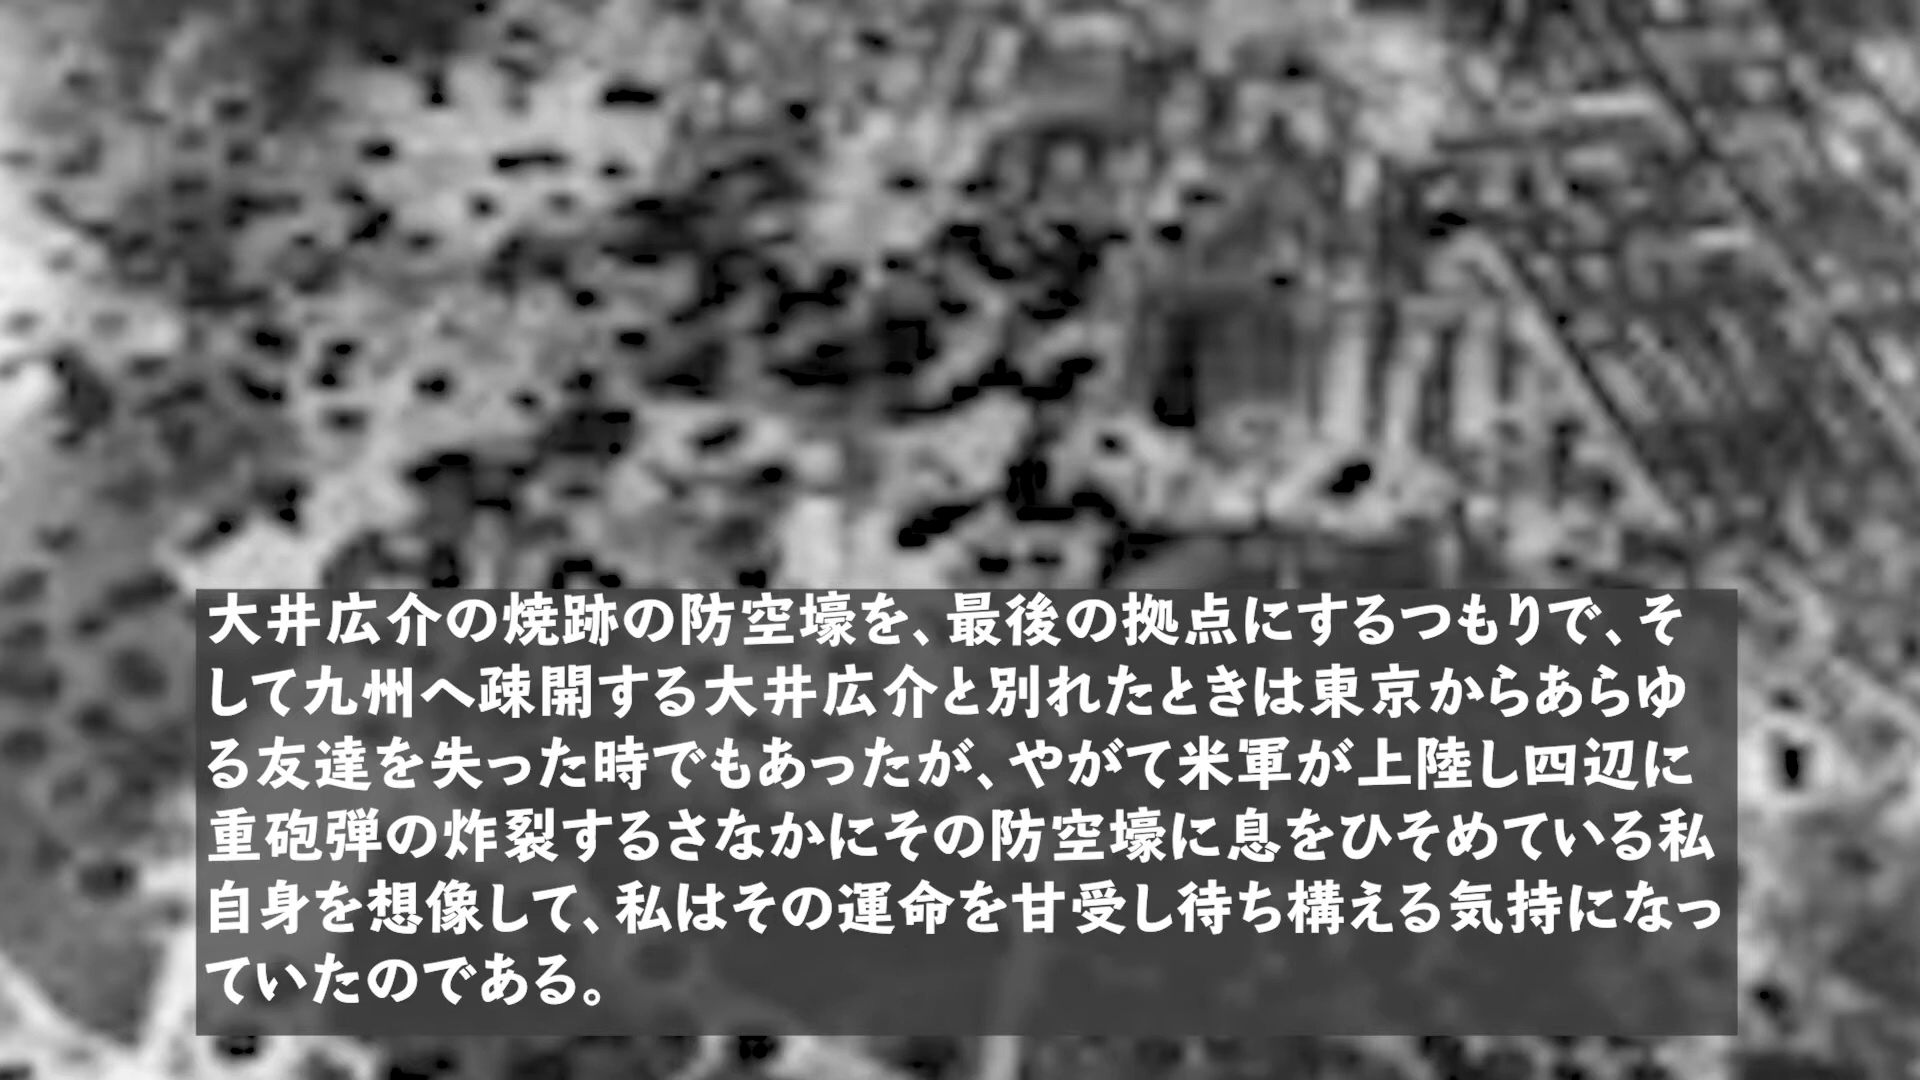 大井広介の焼跡の防空壕を、最後の拠点にするつもりで、そ
して九州へ疎開する大井広介と別れたときは東京からあらゆ
る友達を失った時でもあったが、やがて米軍が上陸し四辺に
重砲弾の炸裂するさなかにその防空壕に息をひそめている私
自身を想像して、私はその運命を甘受し待ち構える気持になっ
ていたのである。